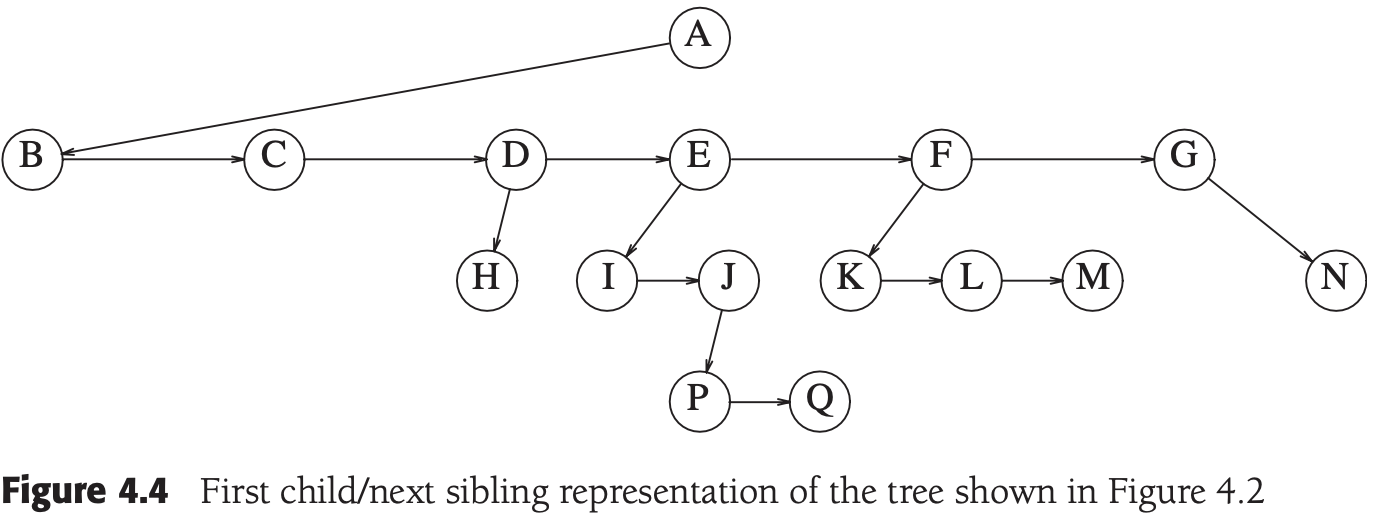 A
B C D E F G
H I J K L M N
P Q
Figure 4.4 First child/next sibling representation of the tree shown in Figure 4.2